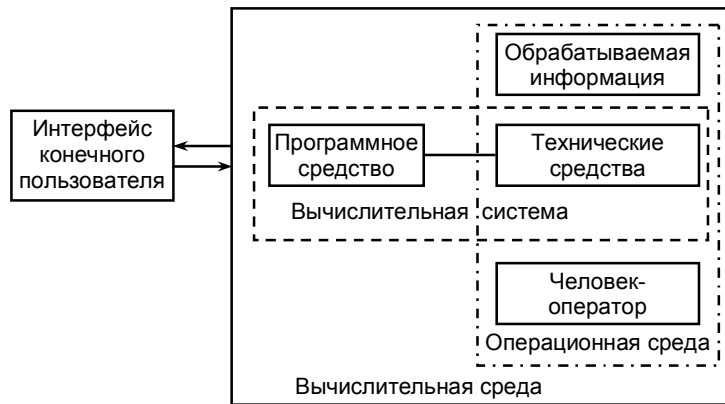 Обрабатываемая
информация
Интерфейс
конечного
пользователя
Программное
средство
Технические
средства
Вычислительная система
Человек-
оператор
Операционная среда
Вычислительная среда